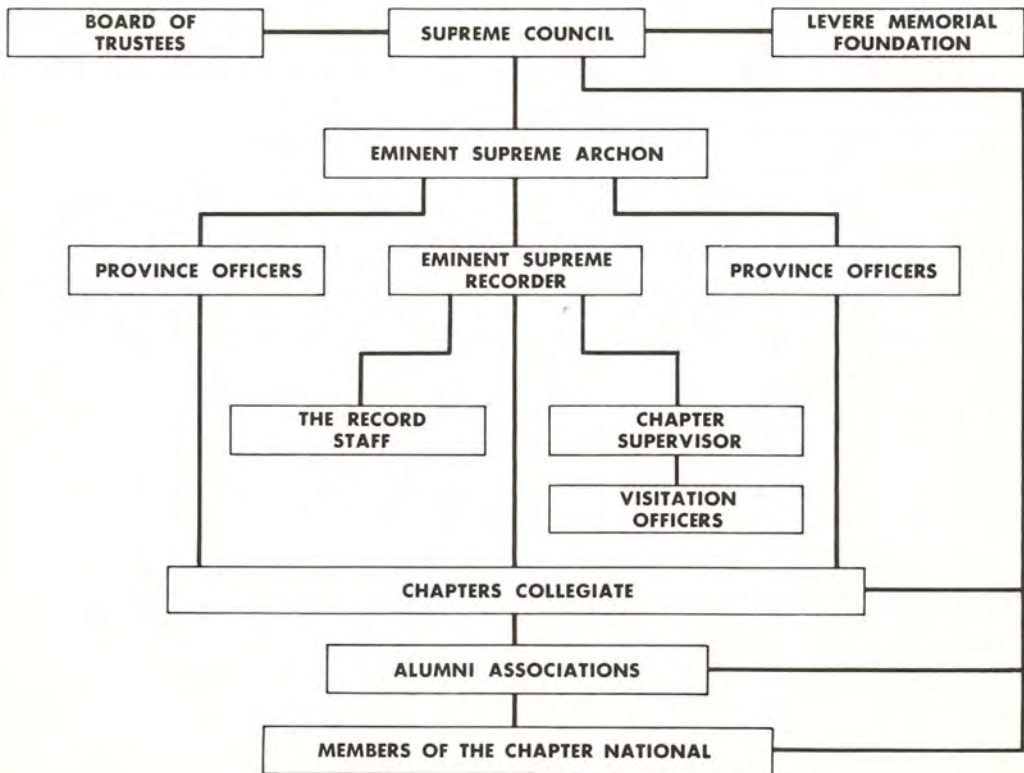 BOARD OF
TRUSTEES
SUPREME COUNCIL
LEVERE MEMORIAL
FOUNDATION
EMINENT SUPREME ARCHON
PROVINCE OFFICERS
EMINENT SUPREME
RECORDER
PROVINCE OFFICERS
THE RECORD
STAFF
CHAPTER
SUPERVISOR
VISITATION
OFFICERS
CHAPTERS COLLEGIATE
ALUMNI ASSOCIATIONS
MEMBERS OF THE CHAPTER NATIONAL